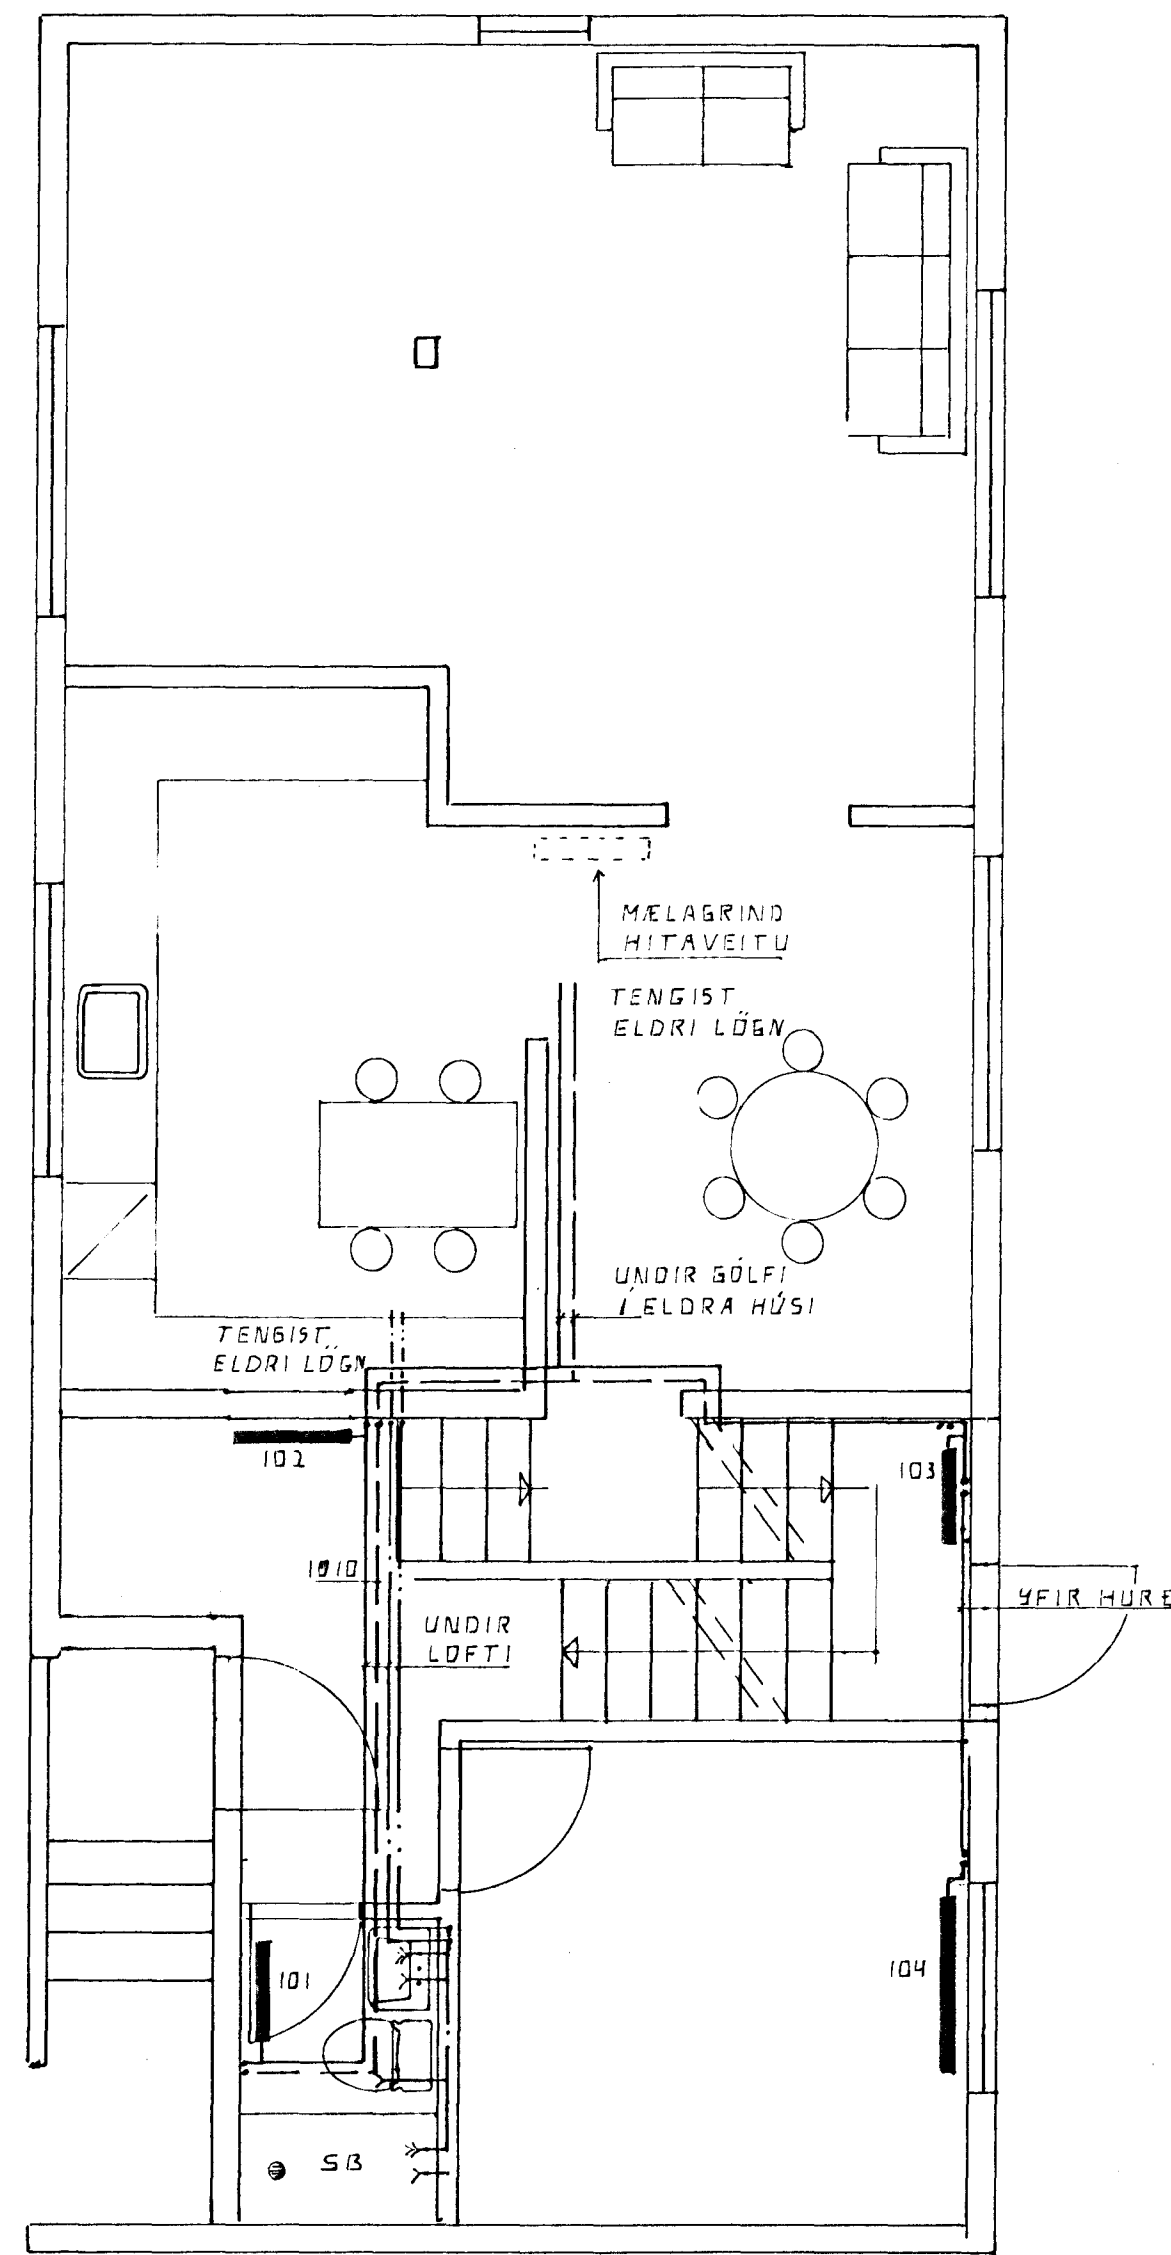 MÆLAGRIND
HITAVEITU
TENGIST
ELDRI LÖGN
UNDIR GÓLFI
Í ELDRA HÚSI
TENGIST
ELDRI LÖGN
102
103
1010
YFIR HURÐ
UNDIR
LOFTI
101
104
SB